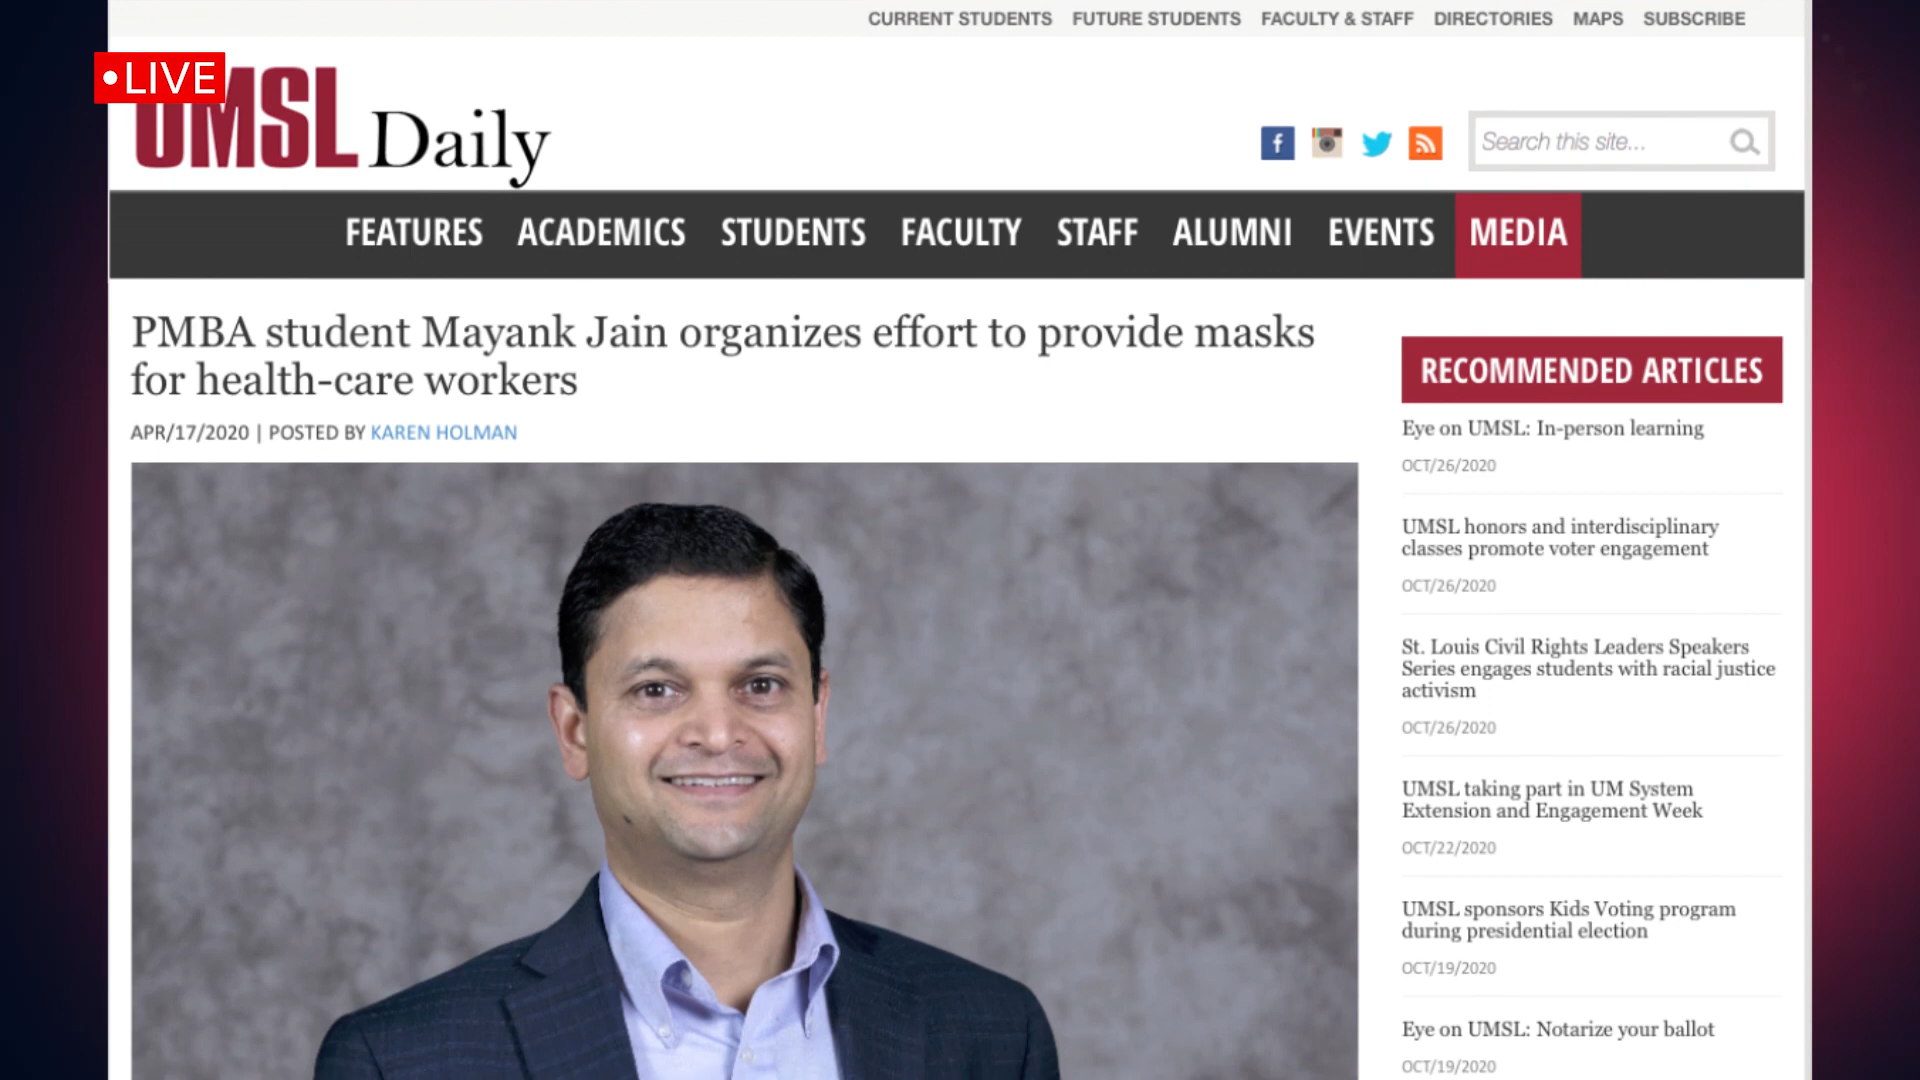 CURRENT STUDENTS FUTURE STUDENTS FACULTY & STAFF DIRECTORIES MAPS SUBSCRIBE
LIVE
UMSL Daily
f
Search this site...
FEATURES ACADEMICS STUDENTS FACULTY STAFF ALUMNI EVENTS MEDIA
PMBA student Mayank Jain organizes effort to provide masks
for health-care workers
APR/17/2020 | POSTED BY KAREN HOLMAN
RECOMMENDED ARTICLES
Eye on UMSL: In-person learning
OCT/26/2020
UMSL honors and interdisciplinary
classes promote voter engagement
OCT/26/2020
St. Louis Civil Rights Leaders Speakers
Series engages students with racial justice
activism
OCT/26/2020
UMSL taking part in UM System
Extension and Engagement Week
OCT/22/2020
UMSL sponsors Kids Voting program
during presidential election
OCT/19/2020
Eye on UMSL: Notarize your ballot
OCT/19/2020